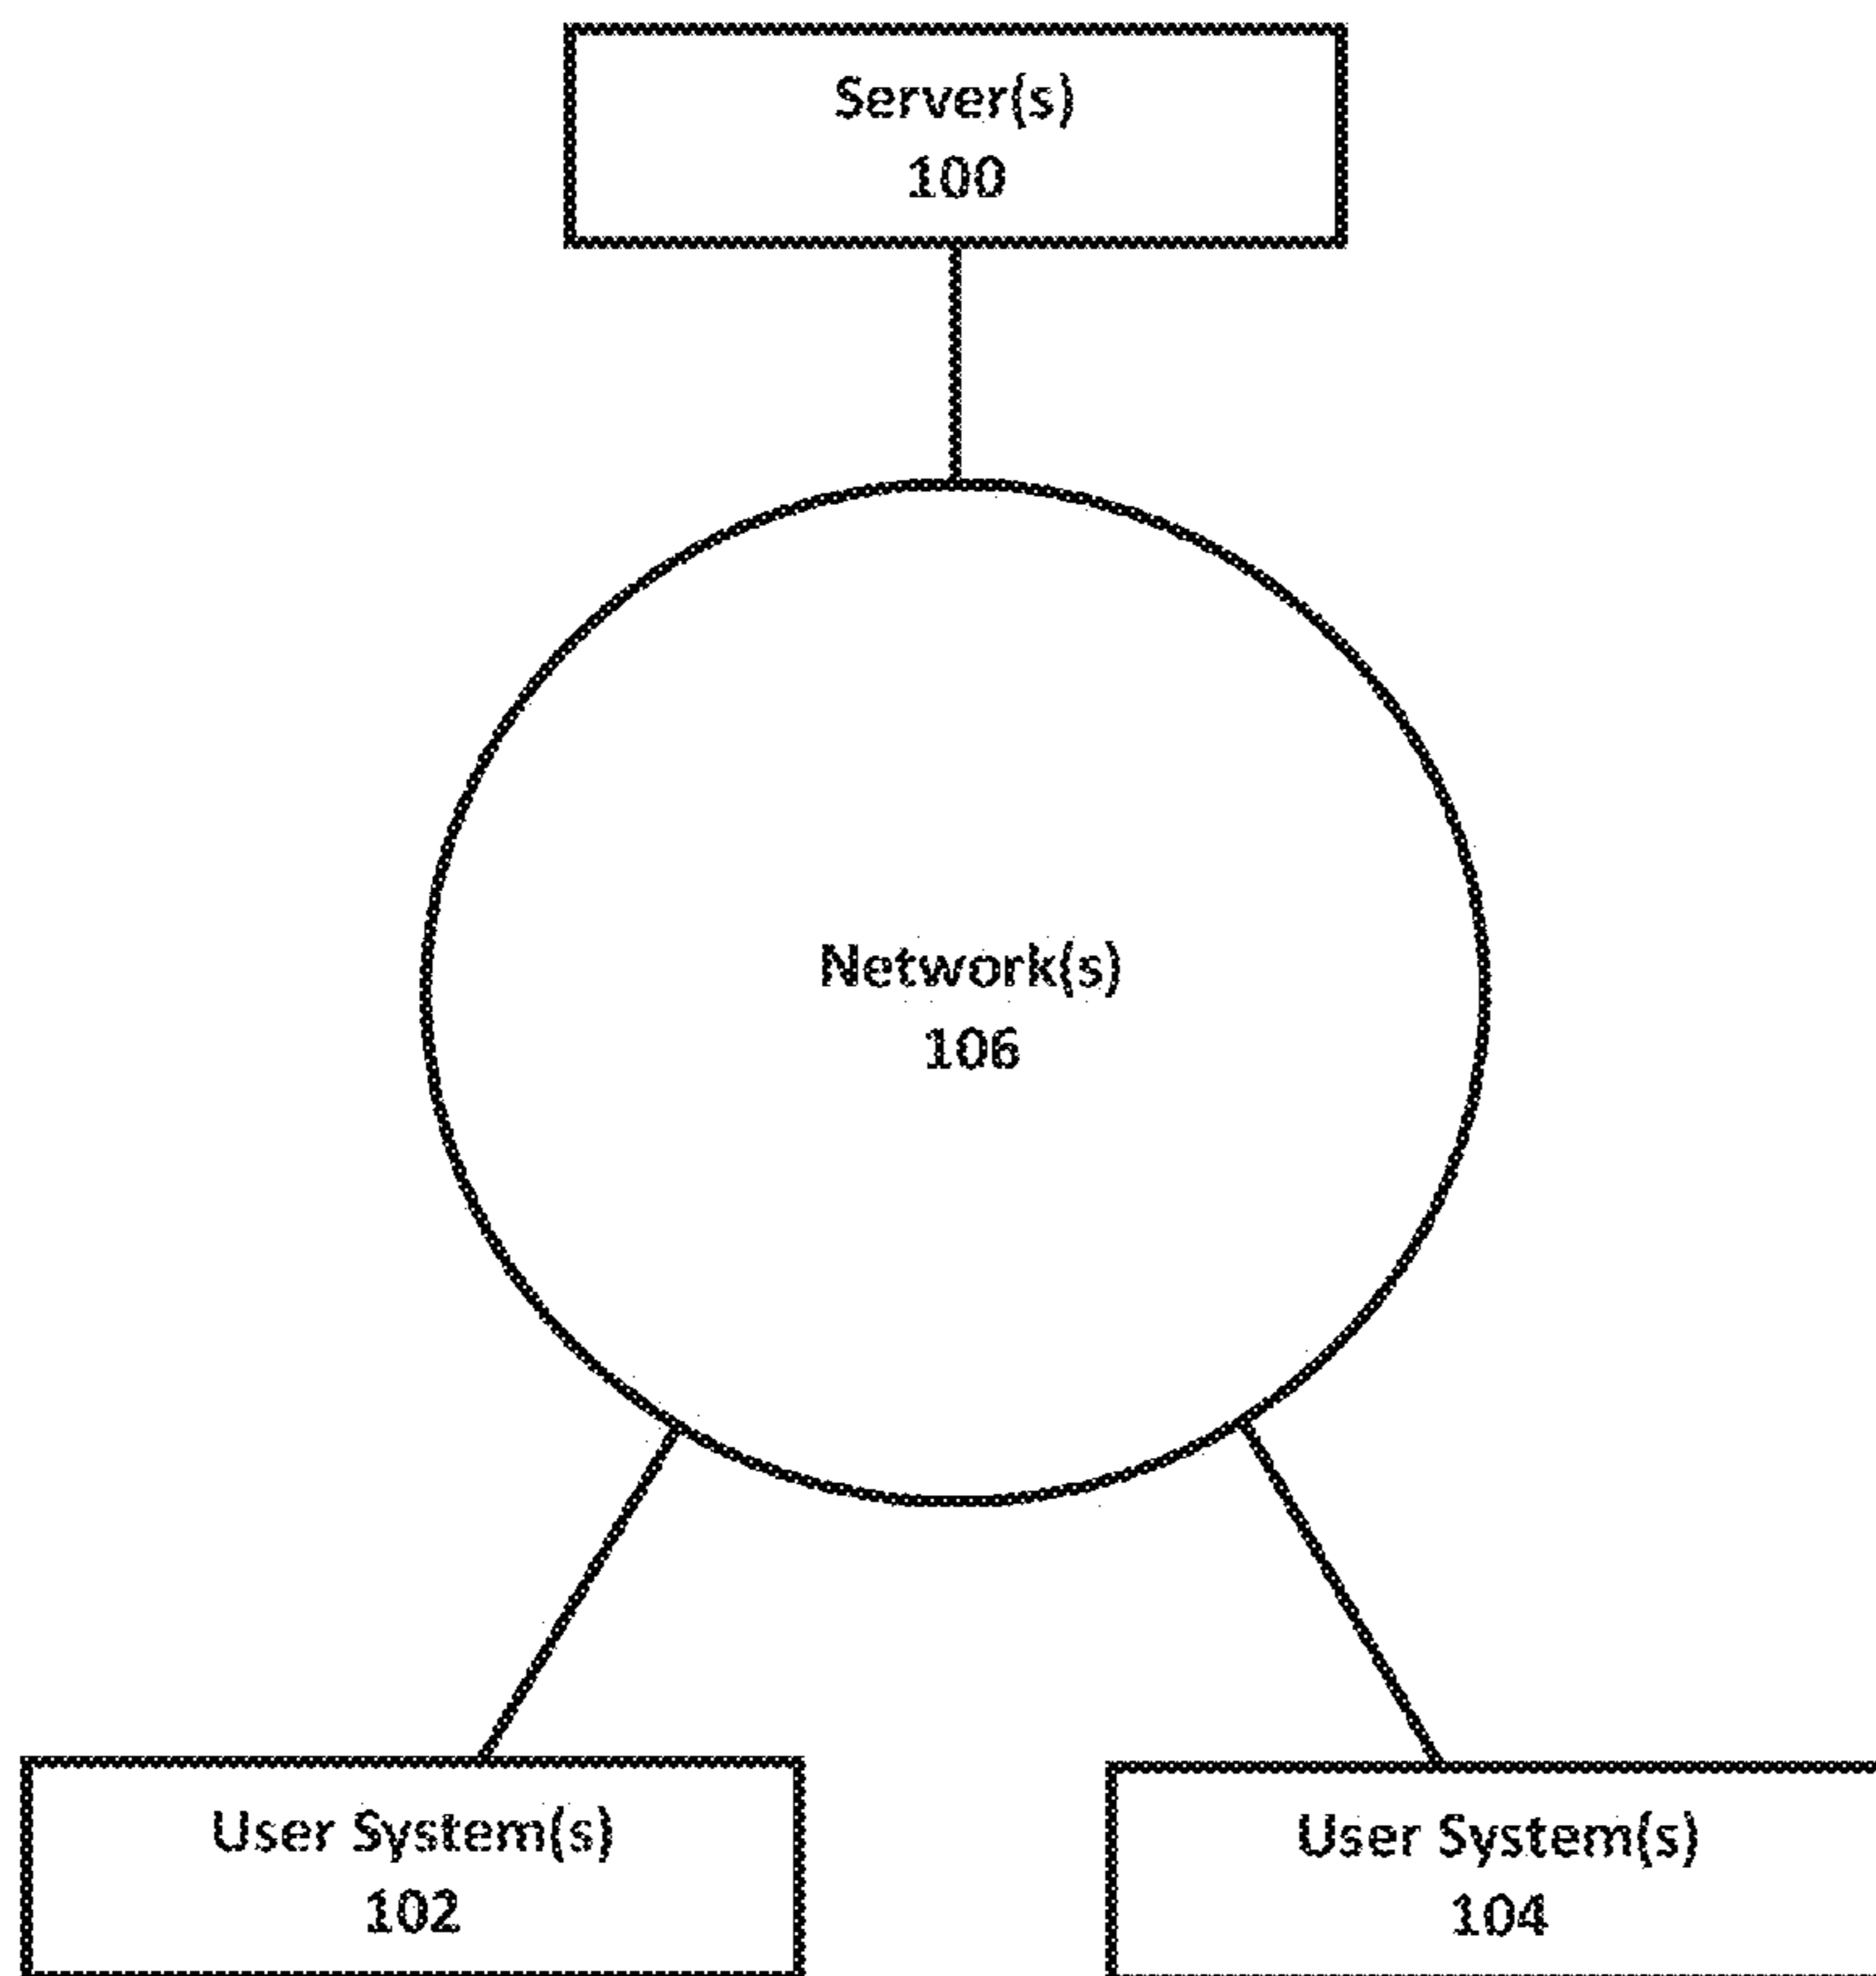 Server(s)
100
Network(s)
106
User System(s)
102
User System(s)
104